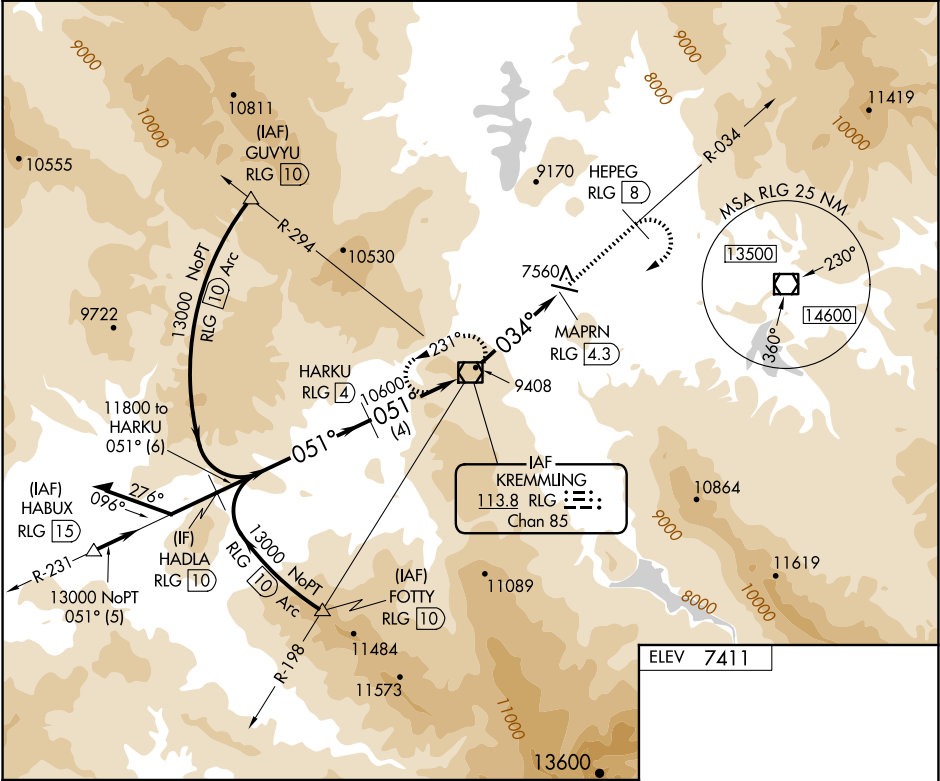 9000
10000
10811
(IAF)
GUVYU
RLG 10
10555
R-294
10530
13000 NoPT
RLG 10 Arc
9722
9000
8000
11419
10000
R-034
9170
HEPEG
RLG 8
MSA RLG 25 NM
13500
230°
14600
360°
7560
034°
MAPRN
RLG 4.3
231°
9408
HARKU
RLG 4
10600
051°
051°
(4)
11800 to
HARKU
051° (6)
(IAF)
HABUX
RLG 15
276°
096°
R-231
13000 NoPT
051° (5)
(IF)
HADLA
RLG 10
13000 NoPT
RLG 10 Arc
(IAF)
FOTTY
RLG 10
R-198
11484
11573
11089
11000
13600
IAF
KREMMLING
113.8 RLG
Chan 85
10864
9000
11619
8000
10000
ELEV 7411